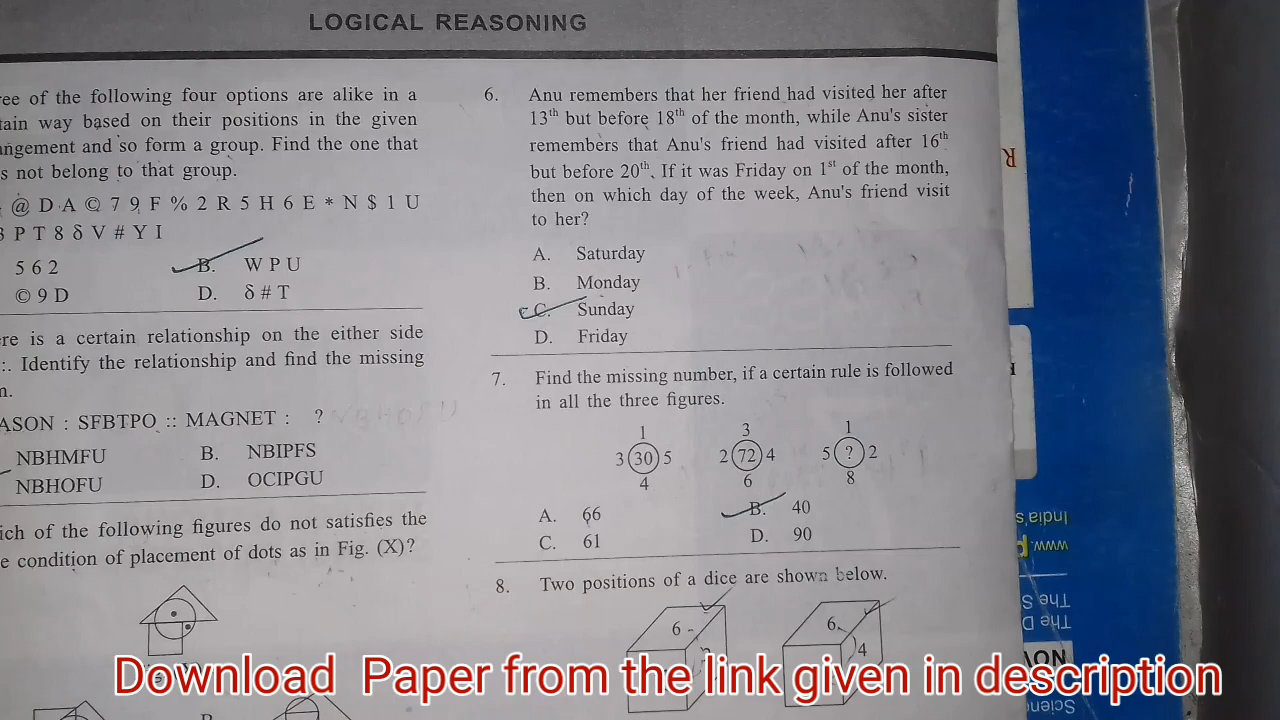 LOGICAL REASONING
ee of the following four options are alike in a
tain way based on their positions in the given
angement and so form a group. Find the one that
s not belong to that group.
@ D A © 7 9 F % 2 R 5 H 6 E * N $ 1 U
P T 8 δ V # Y I
5 6 2
B. W P U
© 9 D
D. δ # T
ere is a certain relationship on the either side
:. Identify the relationship and find the missing
n.
ASON : SFBTPO :: MAGNET : ?
NBHMFU
B. NBIPFS
NBHOFU
D. OCIPGU
ich of the following figures do not satisfies the
e condition of placement of dots as in Fig. (X)?
6. Anu remembers that her friend had visited her after
13th but before 18th of the month, while Anu's sister
remembers that Anu's friend had visited after 16th
but before 20th. If it was Friday on 1st of the month,
then on which day of the week, Anu's friend visit
to her?
A. Saturday
B. Monday
C. Sunday
D. Friday
7. Find the missing number, if a certain rule is followed
in all the three figures.
1 3 1
3 30 5 2 72 4 5 ? 2
4 6 8
A. 66
B. 40
C. 61
D. 90
8. Two positions of a dice are shown below.
6 6
4
R
India's
www.
The S
The D
NOV
Scien
Download Paper from the link given in description